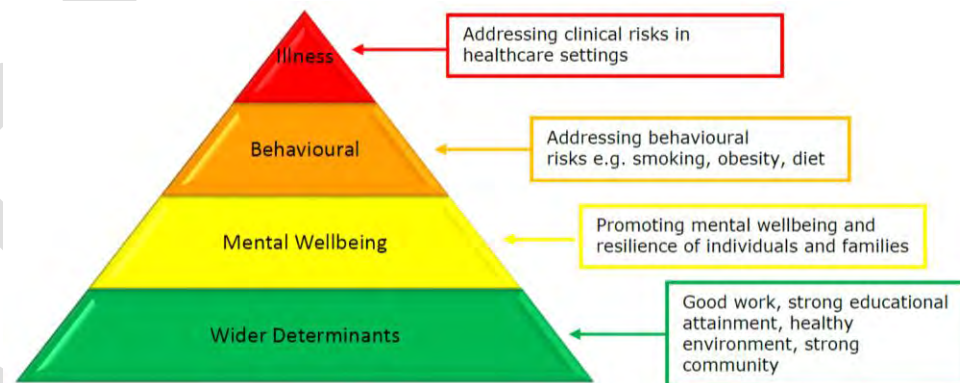 Illness
Addressing clinical risks in
healthcare settings
Behavioural
Addressing behavioural
risks e.g. smoking, obesity, diet
Mental Wellbeing
Promoting mental wellbeing and
resilience of individuals and families
Wider Determinants
Good work, strong educational
attainment, healthy
environment, strong
community